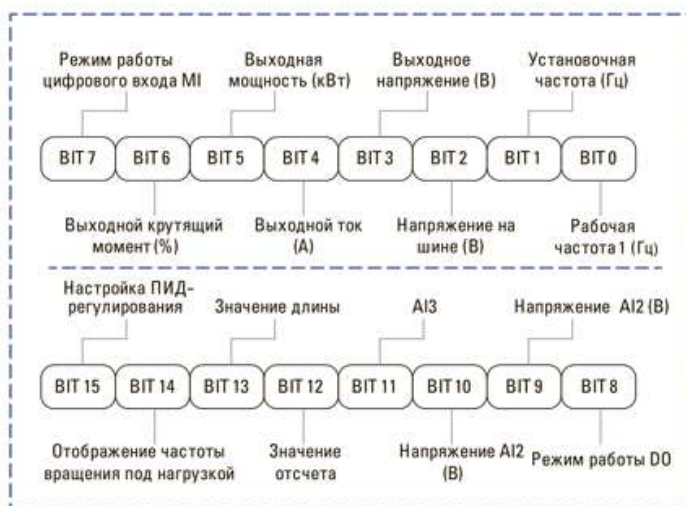 Режим работы
цифрового входа MI
Выходная
мощность (кВт)
Выходное
напряжение (В)
Установочная
частота (Гц)
BIT 7
BIT 6
BIT 5
BIT 4
BIT 3
BIT 2
BIT 1
BIT 0
Выходной крутящий
момент (%)
Выходной ток
(А)
Напряжение на
шине (В)
Рабочая
частота 1 (Гц)
Настройка ПИД-
регулирования
Значение длины
AI3
Напряжение AI2 (В)
BIT 15
BIT 14
BIT 13
BIT 12
BIT 11
BIT 10
BIT 9
BIT 8
Отображение частоты
вращения под нагрузкой
Значение
отсчета
Напряжение AI2
(В)
Режим работы DO